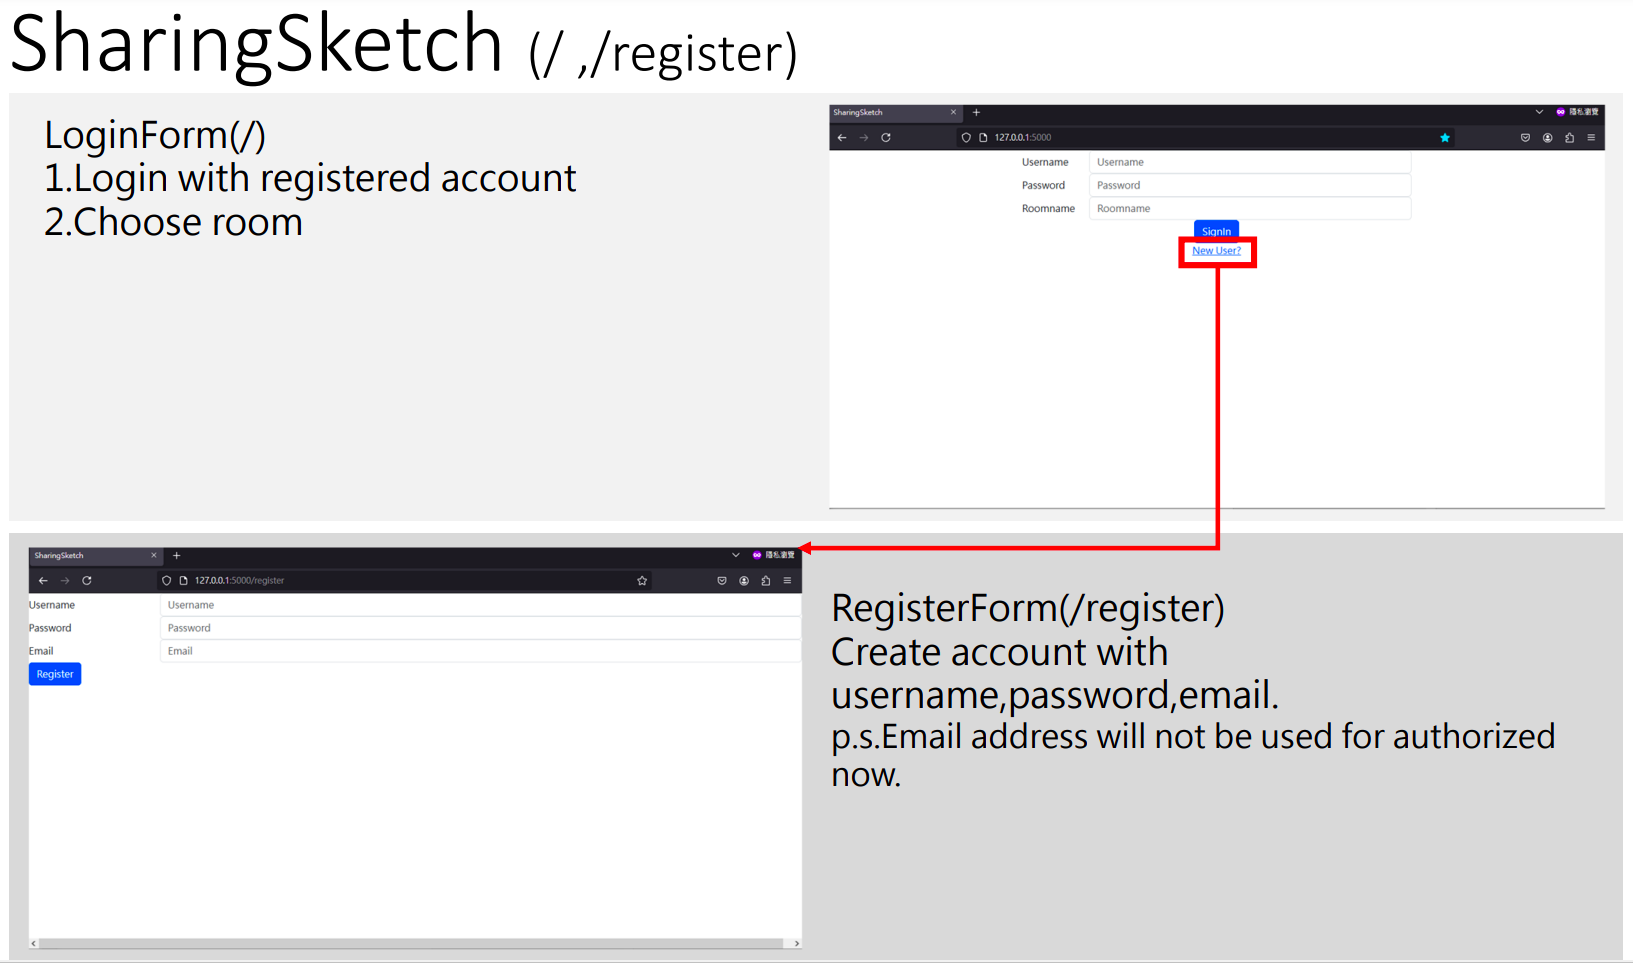 SharingSketch (/ ,/register)
LoginForm(/)
1.Login with registered account
2.Choose room
SharingSketch
隱私瀏覽
127.0.0.1:5000
Username Username
Password Password
Roomname Roomname
SignIn
New User?
SharingSketch
隱私瀏覽
127.0.0.1:5000/register
Username Username
Password Password
Email Email
Register
RegisterForm(/register)
Create account with
username,password,email.
p.s.Email address will not be used for authorized
now.